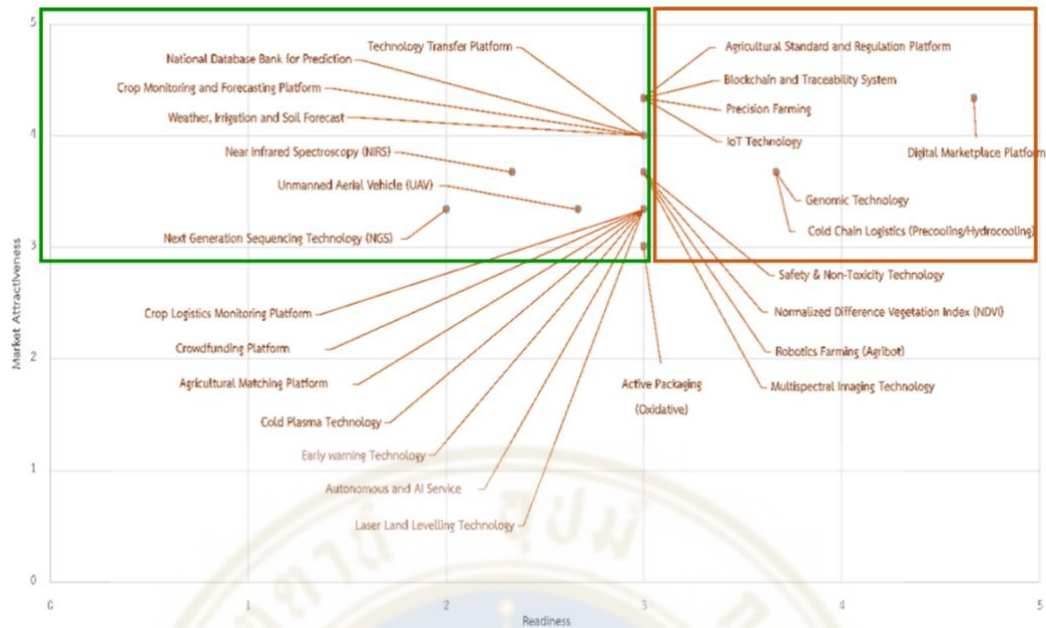 5
Technology Transfer Platform
Agricultural Standard and Regulation Platform
National Database Bank for Prediction
Blockchain and Traceability System
Crop Monitoring and Forecasting Platform
Precision Farming
Weather, Irrigation and Soil Forecast
4
IoT Technology
Digital Marketplace Platform
Near Infrared Spectroscopy (NIRS)
Unmanned Aerial Vehicle (UAV)
Genomic Technology
Next Generation Sequencing Technology (NGS)
Cold Chain Logistics (Precooling/Hydrocooling)
3
Safety & Non-Toxicity Technology
Market Attractiveness
Crop Logistics Monitoring Platform
Normalized Difference Vegetation Index (NDVI)
Crowdfunding Platform
Robotics Farming (Agribot)
2
Agricultural Matching Platform
Active Packaging
(Oxidative)
Multispectral Imaging Technology
Cold Plasma Technology
Early warning Technology
1
Autonomous and AI Service
Laser Land Levelling Technology
0
0 1 2 3 4 5
Readiness